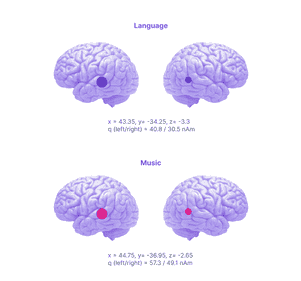 Language
x + 43.35, y= -34.25, z= -3.3
q (left/right) + 40.8 / 30.5 nAm
Music
x + 44.75, y= -36.95, z= -2.65
q (left/right) + 57.3 / 49.1 nAm